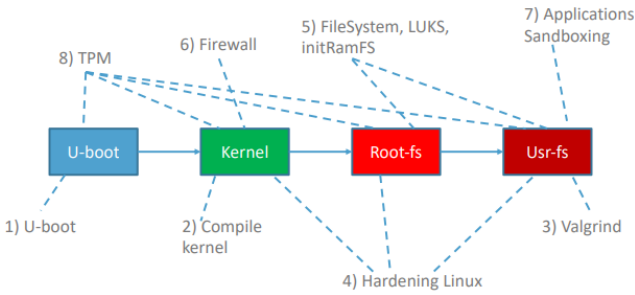 7) Applications
Sandboxing
5) FileSystem, LUKS,
initRamFS
6) Firewall
8) TPM
U-boot
Kernel
Root-fs
Usr-fs
1) U-boot
2) Compile
kernel
3) Valgrind
4) Hardening Linux